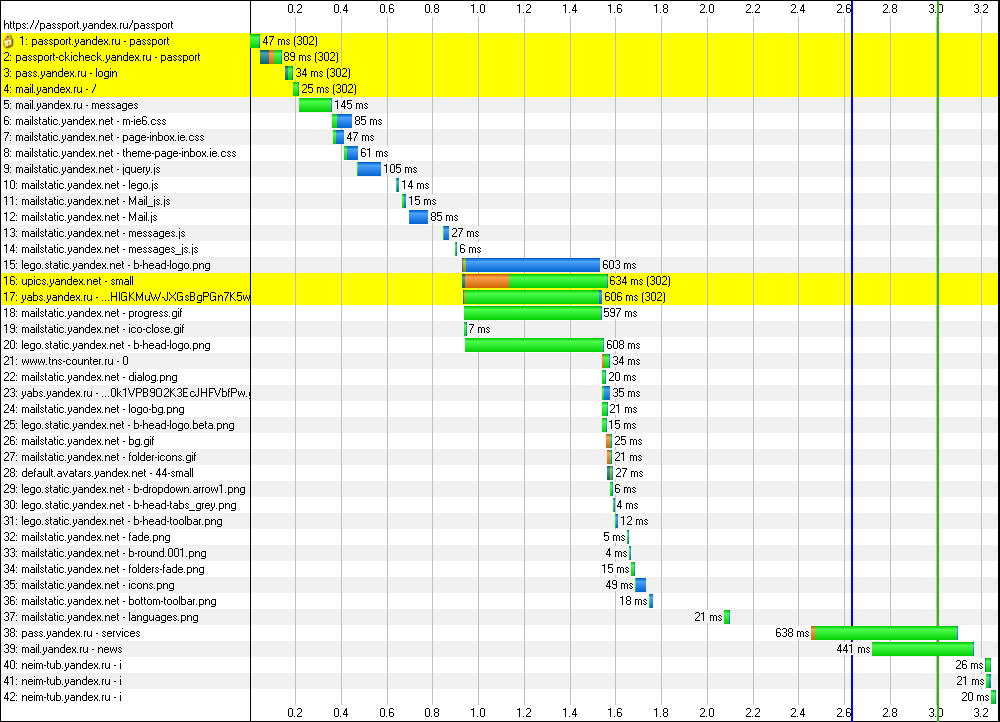 0.2 0.4 0.6 0.8 1.0 1.2 1.4 1.6 1.8 2.0 2.2 2.4 2.6 2.8 3.0 3.2
https://passport.yandex.ru/passport
1: passport.yandex.ru - passport 47 ms (302)
2: passport-ckicheck.yandex.ru - passport 89 ms (302)
3: pass.yandex.ru - login 34 ms (302)
4: mail.yandex.ru - / 25 ms (302)
5: mail.yandex.ru - messages 145 ms
6: mailstatic.yandex.net - m-ie6.css 85 ms
7: mailstatic.yandex.net - page-inbox.ie.css 47 ms
8: mailstatic.yandex.net - theme-page-inbox.ie.css 61 ms
9: mailstatic.yandex.net - jquery.js 105 ms
10: mailstatic.yandex.net - lego.js 14 ms
11: mailstatic.yandex.net - Mail_js.js 15 ms
12: mailstatic.yandex.net - Mail.js 85 ms
13: mailstatic.yandex.net - messages.js 27 ms
14: mailstatic.yandex.net - messages_js.js 6 ms
15: lego.static.yandex.net - b-head-logo.png 603 ms
16: upics.yandex.net - small 634 ms (302)
17: yabs.yandex.ru - ...HIGKMuW-JXGsBgPGn7K5w 606 ms (302)
18: mailstatic.yandex.net - progress.gif 597 ms
19: mailstatic.yandex.net - ico-close.gif 7 ms
20: lego.static.yandex.net - b-head-logo.png 608 ms
21: www.tns-counter.ru - 0 34 ms
22: mailstatic.yandex.net - dialog.png 20 ms
23: yabs.yandex.ru - ...0k1VPB9O2K3EcJHFVbfPw. 35 ms
24: mailstatic.yandex.net - logo-bg.png 21 ms
25: lego.static.yandex.net - b-head-logo.beta.png 15 ms
26: mailstatic.yandex.net - bg.gif 25 ms
27: mailstatic.yandex.net - folder-icons.gif 21 ms
28: default.avatars.yandex.net - 44-small 27 ms
29: lego.static.yandex.net - b-dropdown.arrow1.png 6 ms
30: lego.static.yandex.net - b-head-tabs_grey.png 4 ms
31: lego.static.yandex.net - b-head-toolbar.png 12 ms
32: mailstatic.yandex.net - fade.png 5 ms
33: mailstatic.yandex.net - b-round.001.png 4 ms
34: mailstatic.yandex.net - folders-fade.png 15 ms
35: mailstatic.yandex.net - icons.png 49 ms
36: mailstatic.yandex.net - bottom-toolbar.png 18 ms
37: mailstatic.yandex.net - languages.png 21 ms
38: pass.yandex.ru - services 638 ms
39: mail.yandex.ru - news 441 ms
40: neim-tub.yandex.ru - i 26 ms
41: neim-tub.yandex.ru - i 21 ms
42: neim-tub.yandex.ru - i 20 ms
0.2 0.4 0.6 0.8 1.0 1.2 1.4 1.6 1.8 2.0 2.2 2.4 2.6 2.8 3.0 3.2